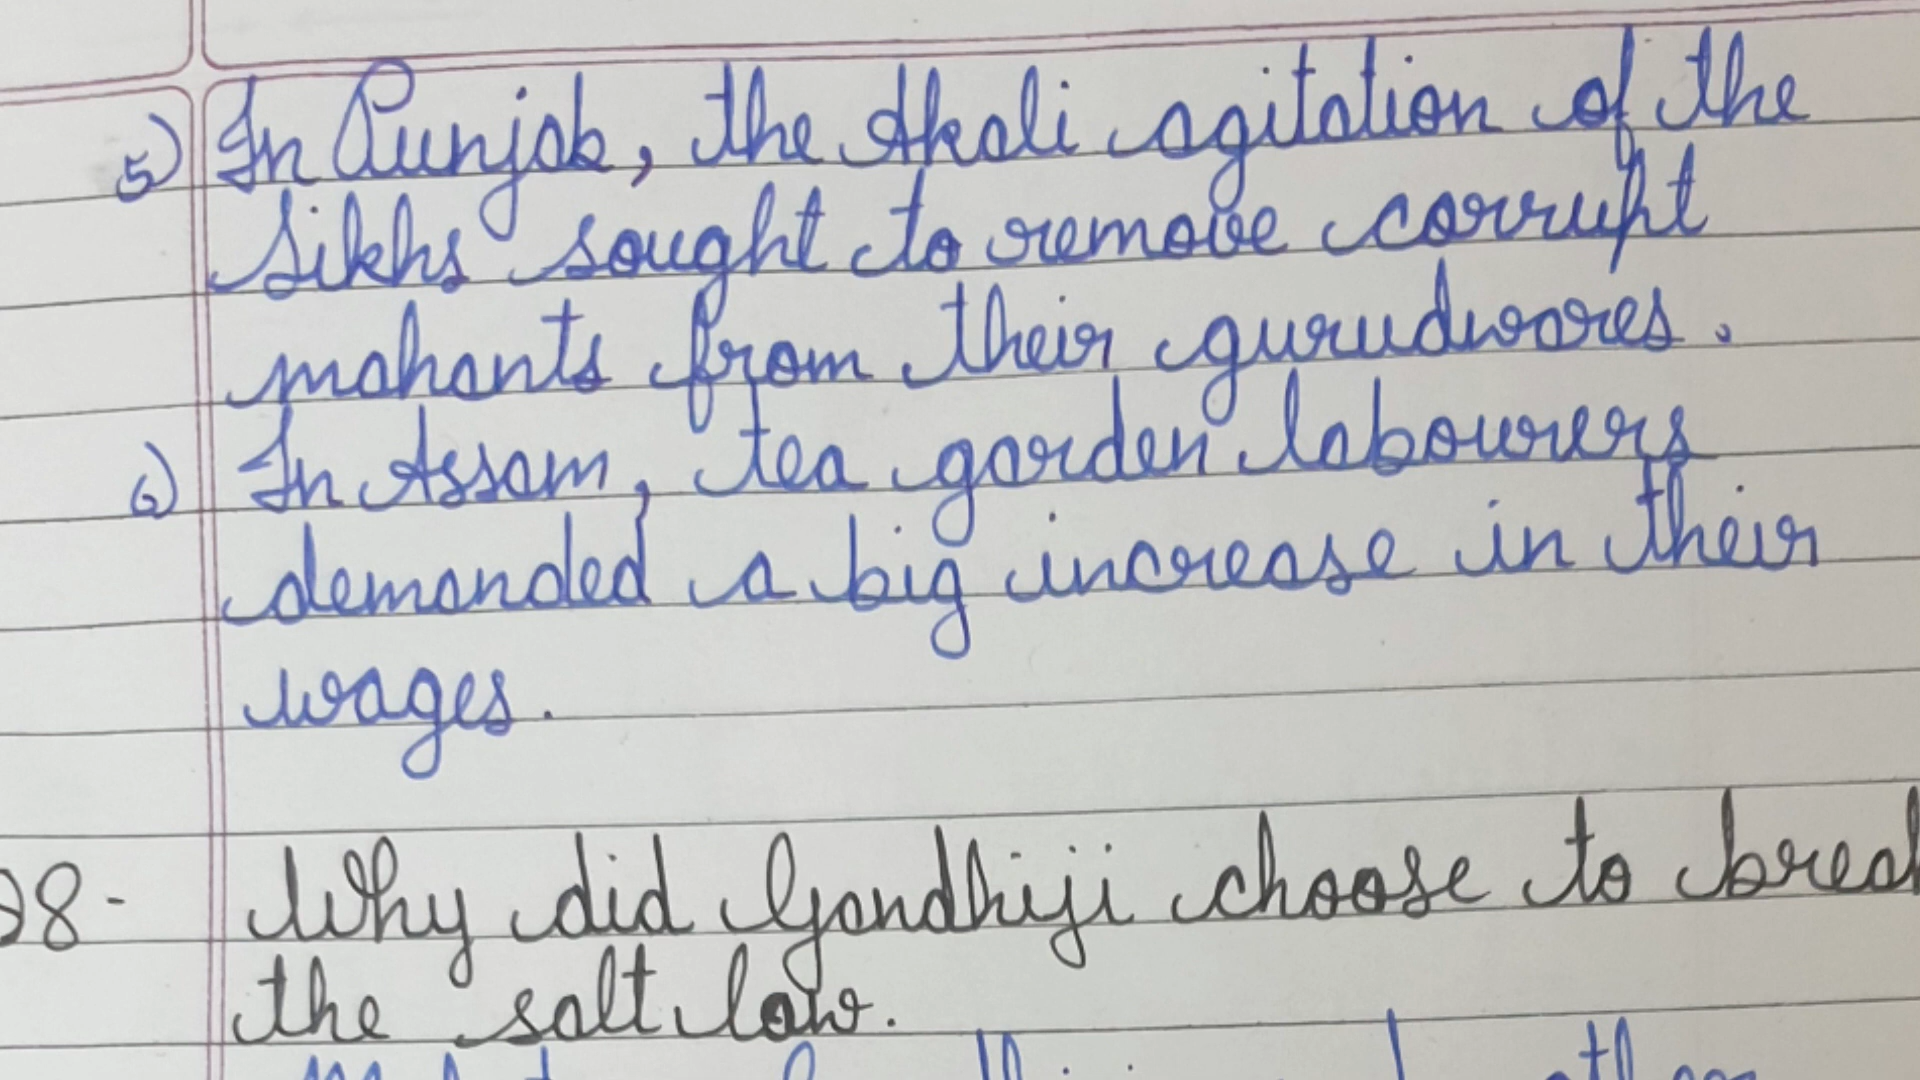 5) In Punjab, the Akali agitation of the
Sikhs sought to remove corrupt
mahants from their gurudwares.
6) In Assam, tea garden labourers
demanded a big increase in their
wages.
Q8- Why did Gandhiji choose to break
the salt law.